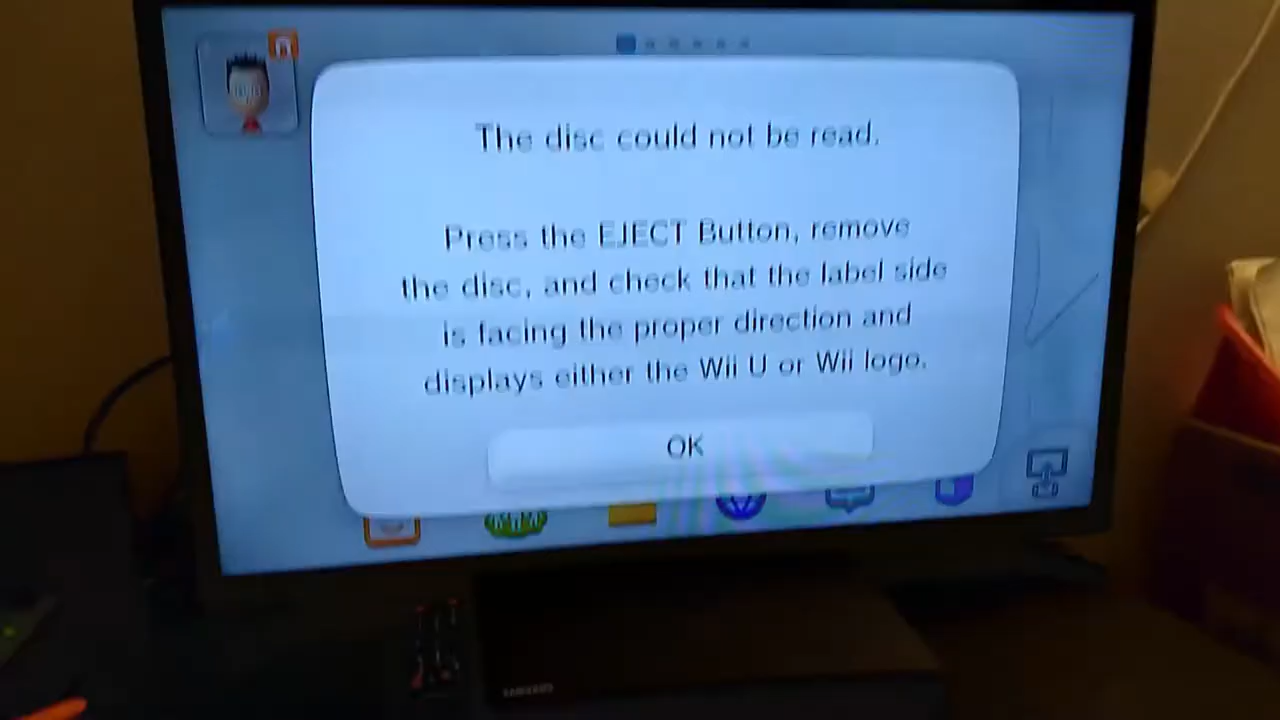 The disc could not be read.
Press the EJECT Button, remove
the disc, and check that the label side
is facing the proper direction and
displays either the Wii U or Wii logo.
OK
SAMSUNG